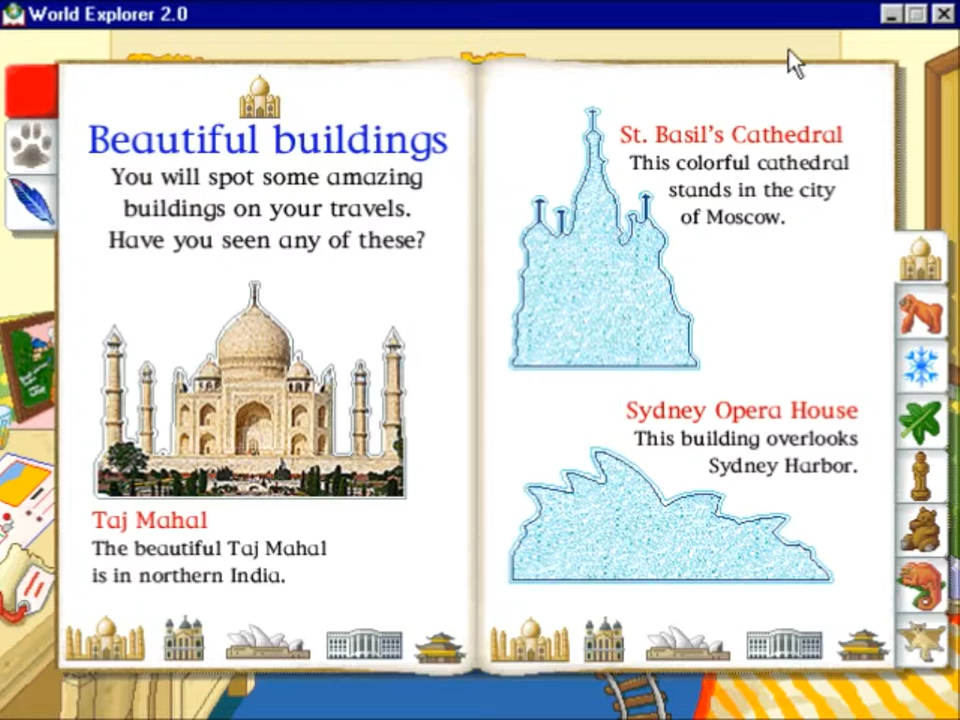 World Explorer 2.0
Beautiful buildings
You will spot some amazing
buildings on your travels.
Have you seen any of these?
Taj Mahal
The beautiful Taj Mahal
is in northern India.
St. Basil's Cathedral
This colorful cathedral
stands in the city
of Moscow.
Sydney Opera House
This building overlooks
Sydney Harbor.